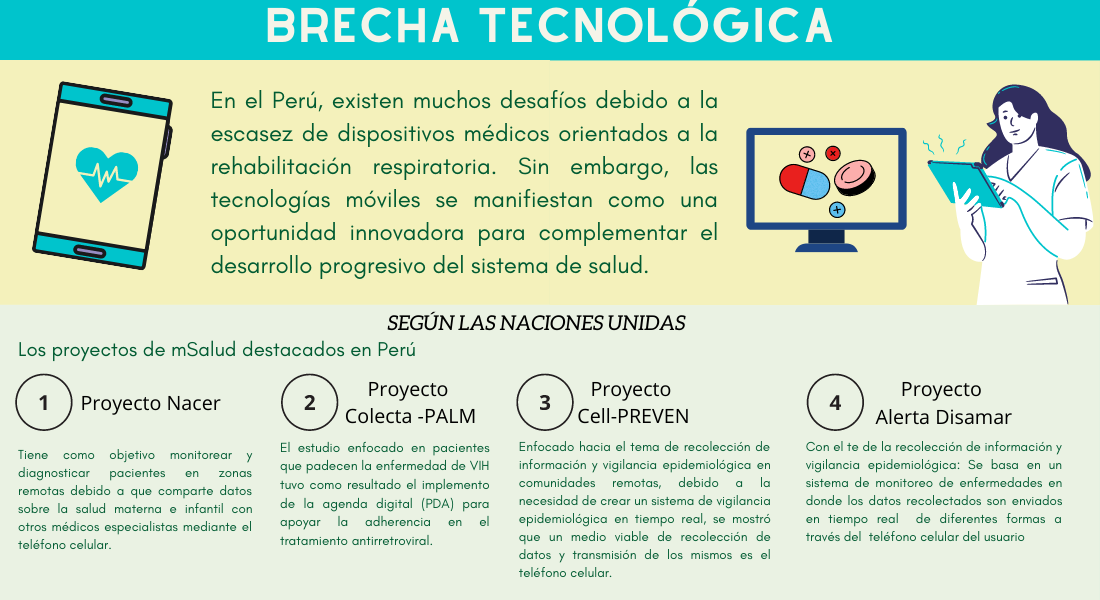 BRECHA TECNOLÓGICA
En el Perú, existen muchos desafíos debido a la
escasez de dispositivos médicos orientados a la
rehabilitación respiratoria. Sin embargo, las
tecnologías móviles se manifiestan como una
oportunidad innovadora para complementar el
desarrollo progresivo del sistema de salud.
SEGÚN LAS NACIONES UNIDAS
Los proyectos de mSalud destacados en Perú
1
Proyecto Nacer
Tiene como objetivo monitorear y
diagnosticar pacientes en zonas
remotas debido a que comparte datos
sobre la salud materna e infantil con
otros médicos especialistas mediante el
teléfono celular.
2
Proyecto
Colecta -PALM
El estudio enfocado en pacientes
que padecen la enfermedad de VIH
tuvo como resultado el implemento
de la agenda digital (PDA) para
apoyar la adherencia en el
tratamiento antirretroviral.
3
Proyecto
Cell-PREVEN
Enfocado hacia el tema de recolección de
información y vigilancia epidemiológica en
comunidades remotas, debido a la
necesidad de crear un sistema de vigilancia
epidemiológica en tiempo real, se mostró
que un medio viable de recolección de
datos y transmisión de los mismos es el
teléfono celular.
4
Proyecto
Alerta Disamar
Con el te de la recolección de información y
vigilancia epidemiológica: Se basa en un
sistema de monitoreo de enfermedades en
donde los datos recolectados son enviados
en tiempo real de diferentes formas a
través del teléfono celular del usuario